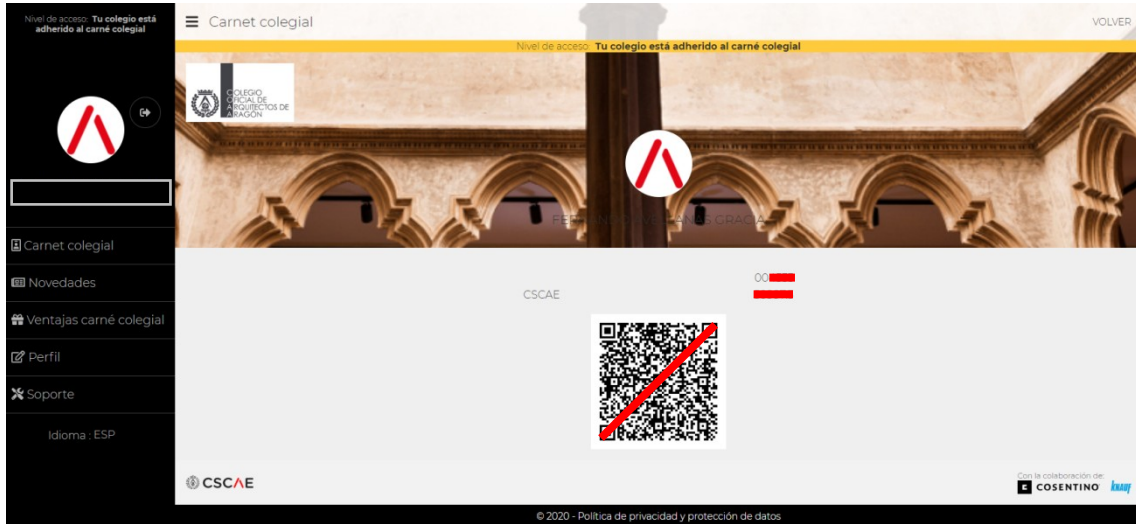 Nivel de acceso: Tu colegio está
adherido al carné colegial
Carnet colegial
Novedades
Ventajas carné colegial
Perfil
Soporte
Idioma : ESP
Carnet colegial
VOLVER
Nivel de acceso: Tu colegio está adherido al carné colegial
COLEGIO
OFICIAL DE
ARQUITECTOS DE
ARAGÓN
GRACIA
00
CSCAE
CSCAE
Con la colaboración de:
COSENTINO
knauf
© 2020 - Política de privacidad y protección de datos